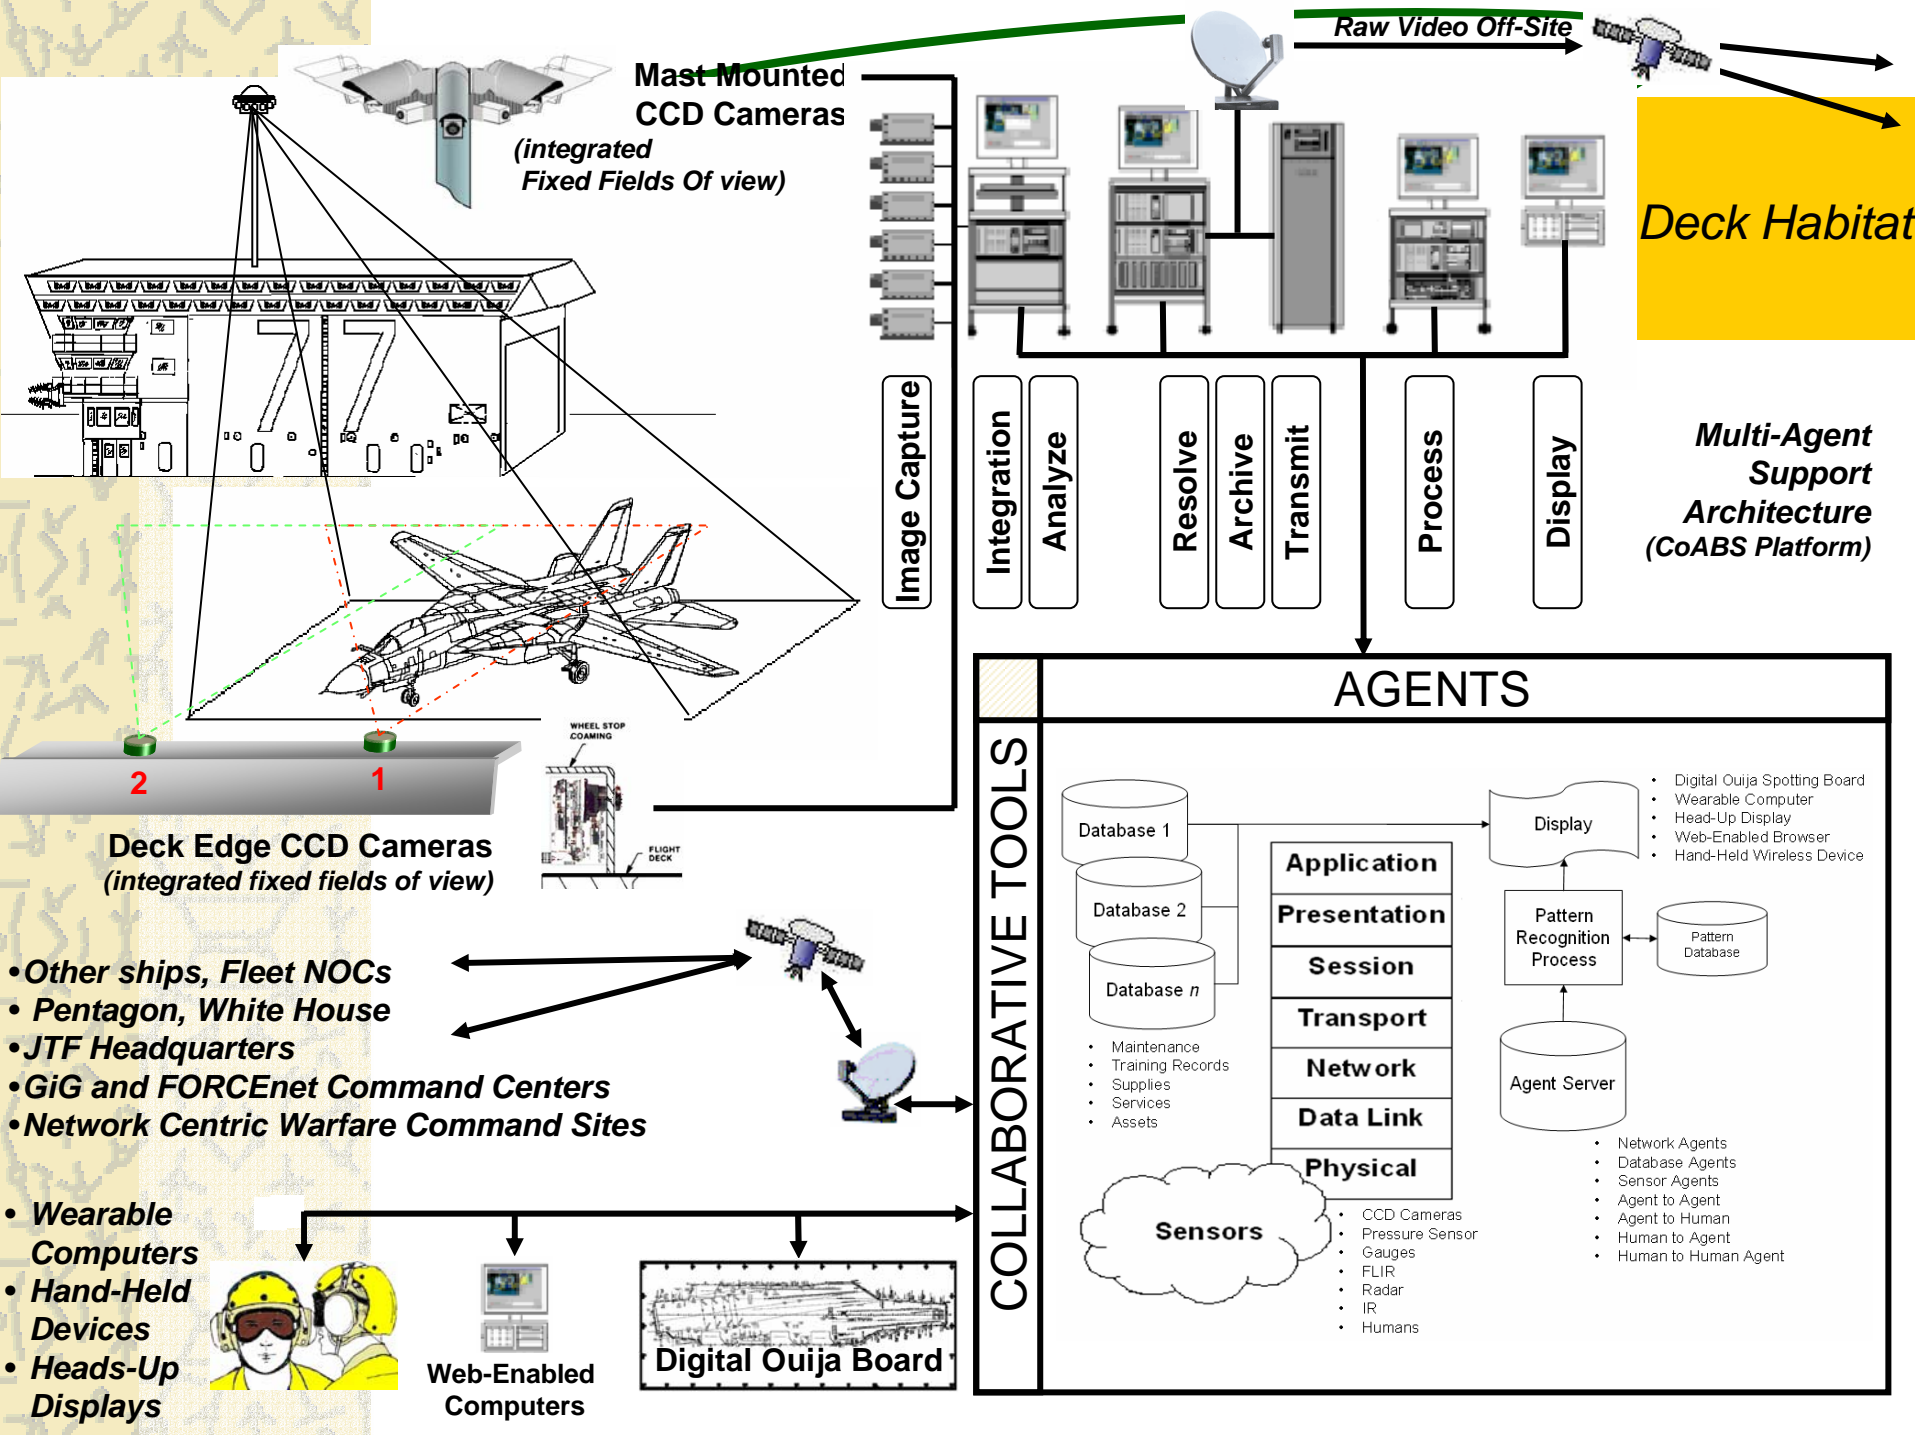 Raw Video Off-Site
Mast Mounted
CCD Cameras
(integrated
Fixed Fields Of view)
Deck Habitat
77
Image Capture
Integration
Analyze
Resolve
Archive
Transmit
Process
Display
Multi-Agent
Support
Architecture
(CoABS Platform)
WHEEL STOP
COAMING
FLIGHT
DECK
2
1
Deck Edge CCD Cameras
(integrated fixed fields of view)
•Other ships, Fleet NOCs
• Pentagon, White House
•JTF Headquarters
•GiG and FORCEnet Command Centers
•Network Centric Warfare Command Sites
• Wearable
Computers
• Hand-Held
Devices
• Heads-Up
Displays
Web-Enabled
Computers
Digital Ouija Board
AGENTS
COLLABORATIVE TOOLS
Database 1
Database 2
Database n
• Maintenance
• Training Records
• Supplies
• Services
• Assets
Application
Presentation
Session
Transport
Network
Data Link
Physical
Sensors
• CCD Cameras
• Pressure Sensor
• Gauges
• FLIR
• Radar
• IR
• Humans
Display
• Digital Ouija Spotting Board
• Wearable Computer
• Head-Up Display
• Web-Enabled Browser
• Hand-Held Wireless Device
Pattern
Recognition
Process
Pattern
Database
Agent Server
• Network Agents
• Database Agents
• Sensor Agents
• Agent to Agent
• Agent to Human
• Human to Agent
• Human to Human Agent